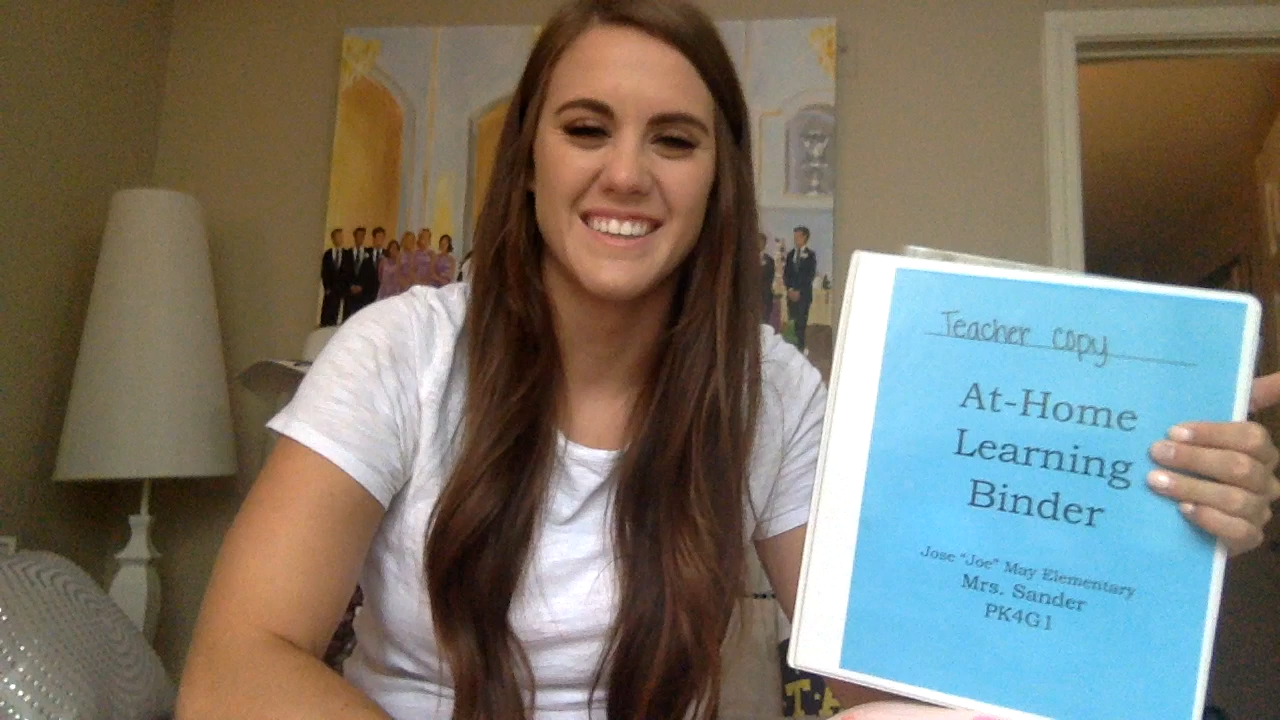 Teacher copy
At-Home
Learning
Binder
Jose "Joe" May Elementary
Mrs. Sander
PK4G1